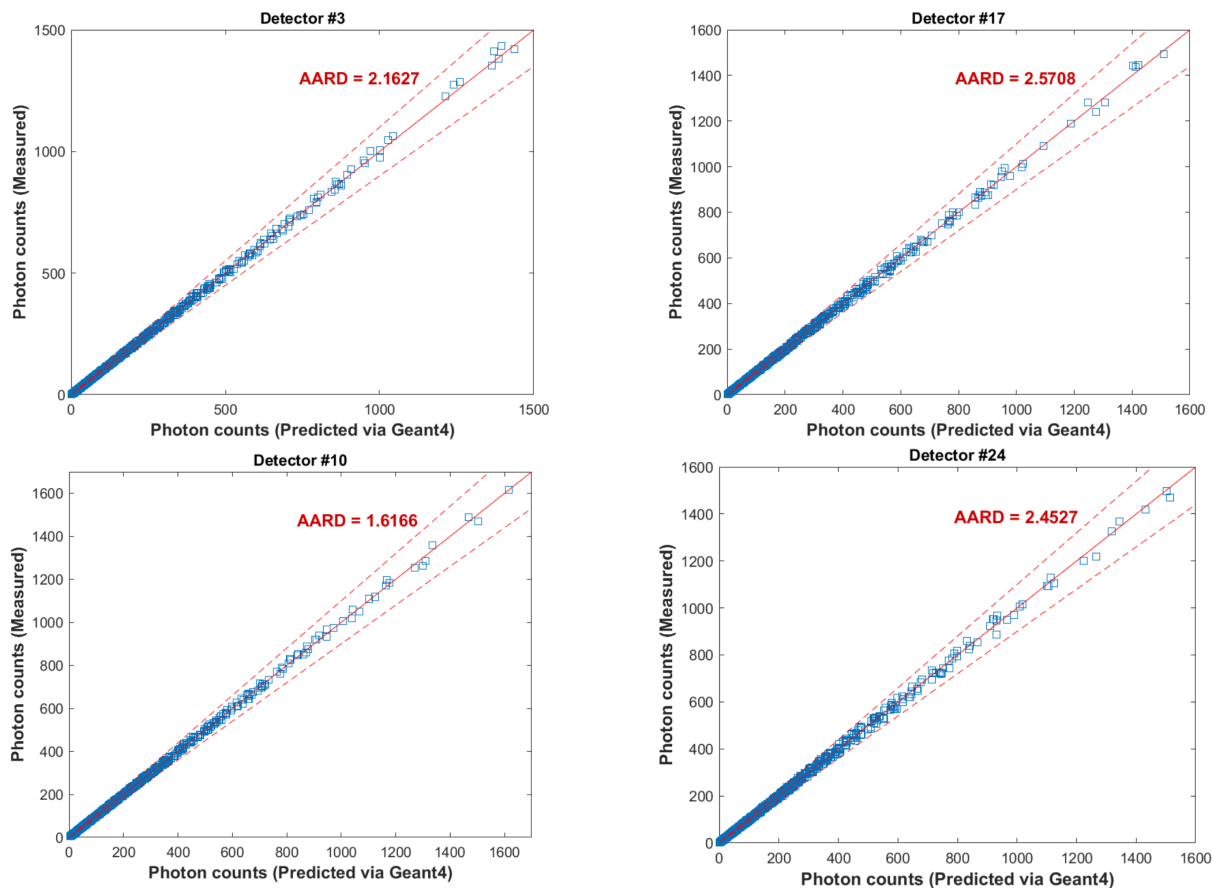 Detector #3
AARD = 2.1627
Photon counts (Measured)
1500
1000
500
0
0 500 1000 1500
Photon counts (Predicted via Geant4)
Detector #17
AARD = 2.5708
Photon counts (Measured)
1600
1400
1200
1000
800
600
400
200
0
0 200 400 600 800 1000 1200 1400 1600
Photon counts (Predicted via Geant4)
Detector #10
AARD = 1.6166
Photon counts (Measured)
1600
1400
1200
1000
800
600
400
200
0
0 200 400 600 800 1000 1200 1400 1600
Photon counts (Predicted via Geant4)
Detector #24
AARD = 2.4527
Photon counts (Measured)
1600
1400
1200
1000
800
600
400
200
0
0 200 400 600 800 1000 1200 1400 1600
Photon counts (Predicted via Geant4)